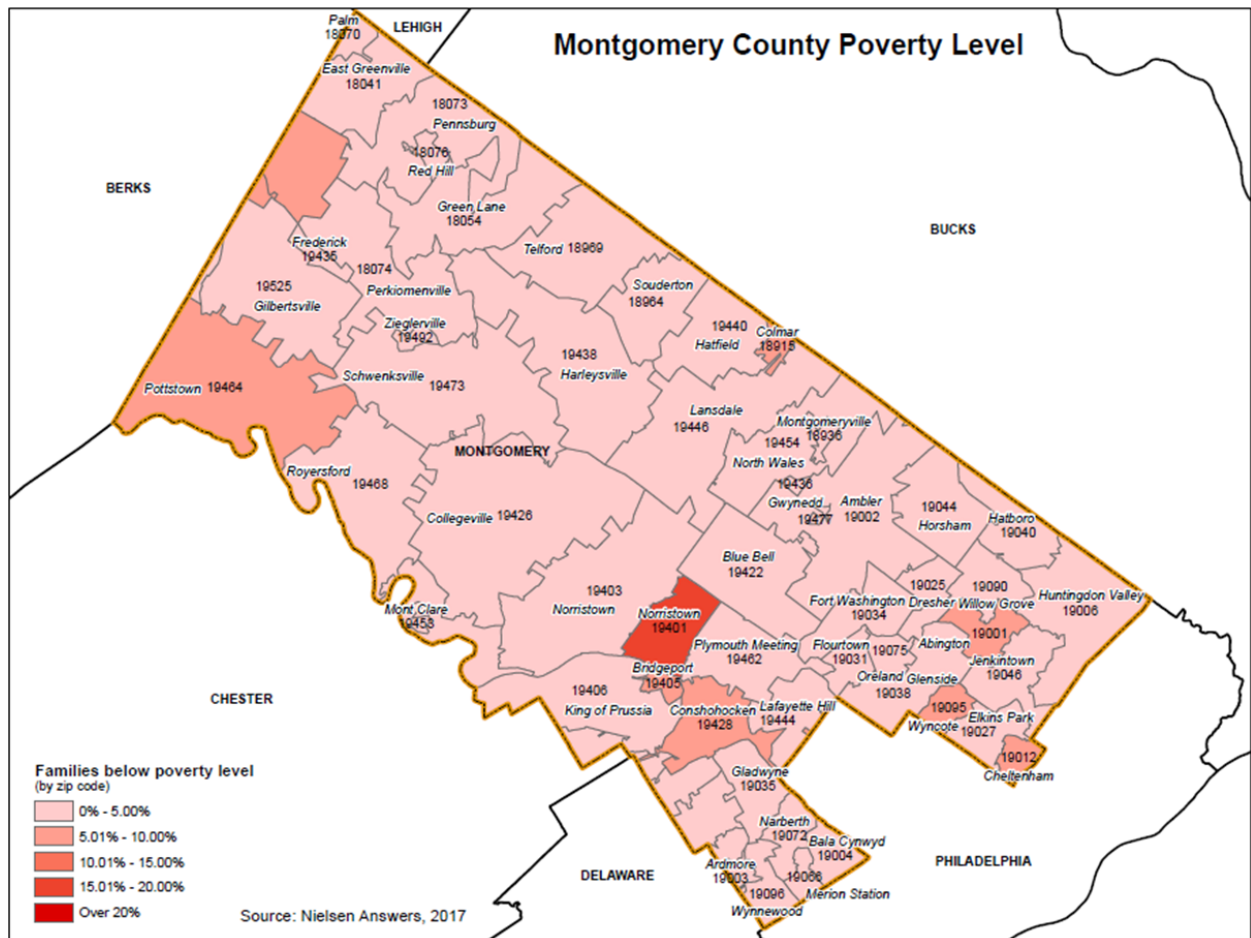 Montgomery County Poverty Level
LEHIGH
BERKS
BUCKS
MONTGOMERY
CHESTER
DELAWARE
PHILADELPHIA
Palm
18070
East Greenville
18041
18073
Pennsburg
18076
Red Hill
Green Lane
18054
Telford 18969
Souderton
18964
Frederick
19435
18074
Perkiomenville
19525
Gilbertsville
Zieglerville
19492
19440
Hatfield
Colmar
18915
19438
Harleysville
Schwenksville
19473
Pottstown 19464
Lansdale
19446
Montgomeryville
18936
19454
North Wales
19436
Gwynedd
19477
Ambler
19002
19044
Horsham
Hatboro
19040
Royersford
19468
Collegeville 19426
Blue Bell
19422
19403
Norristown
Norristown
19401
Mont Clare
19453
Fort Washington
19034
19025
Dresher
19090
Willow Grove
Huntingdon Valley
19006
19001
Abington
Jenkintown
19046
Plymouth Meeting
19462
Flourtown
19031
19075
Oreland
Glenside
19038
Bridgeport
19405
19406
King of Prussia
Conshohocken
19428
Lafayette Hill
19444
19095
Wyncote
Elkins Park
19027
19012
Cheltenham
Gladwyne
19035
Narberth
19072
Bala Cynwyd
19004
Ardmore
19003
19066
Merion Station
19096
Wynnewood
Families below poverty level
(by zip code)
0% - 5.00%
5.01% - 10.00%
10.01% - 15.00%
15.01% - 20.00%
Over 20%
Source: Nielsen Answers, 2017